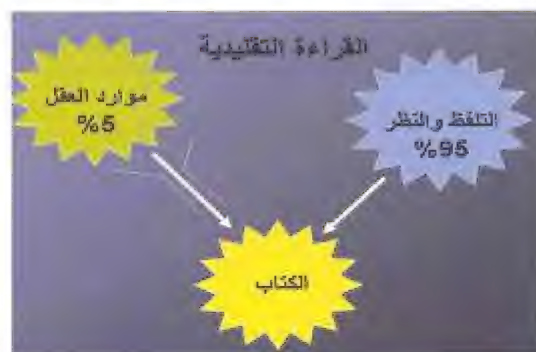 القراءة التقليدية
التلفظ والنظر
%95
موارد العقل
%5
الكتاب